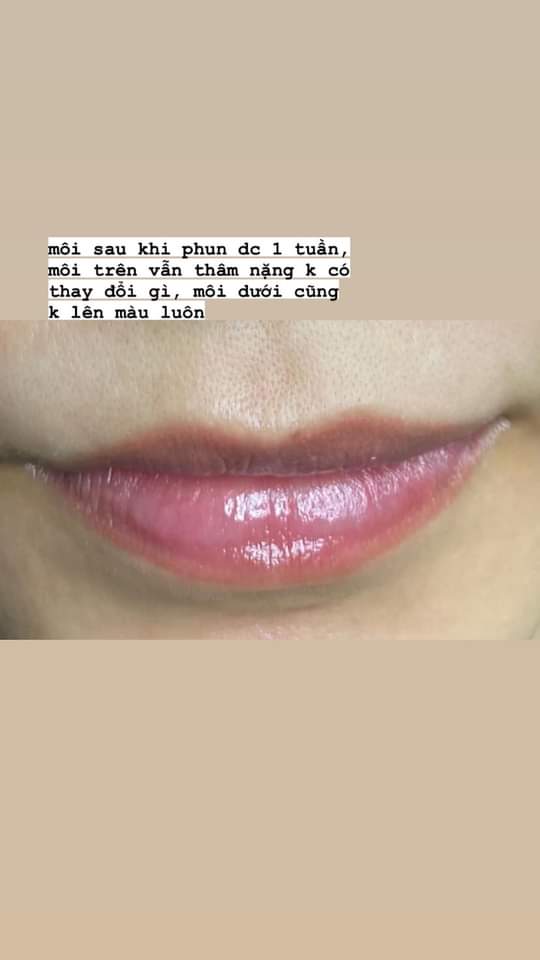 môi sau khi phun dc 1 tuần,
môi trên vẫn thâm nặng k có
thay đổi gì, môi dưới cũng
k lên màu luôn